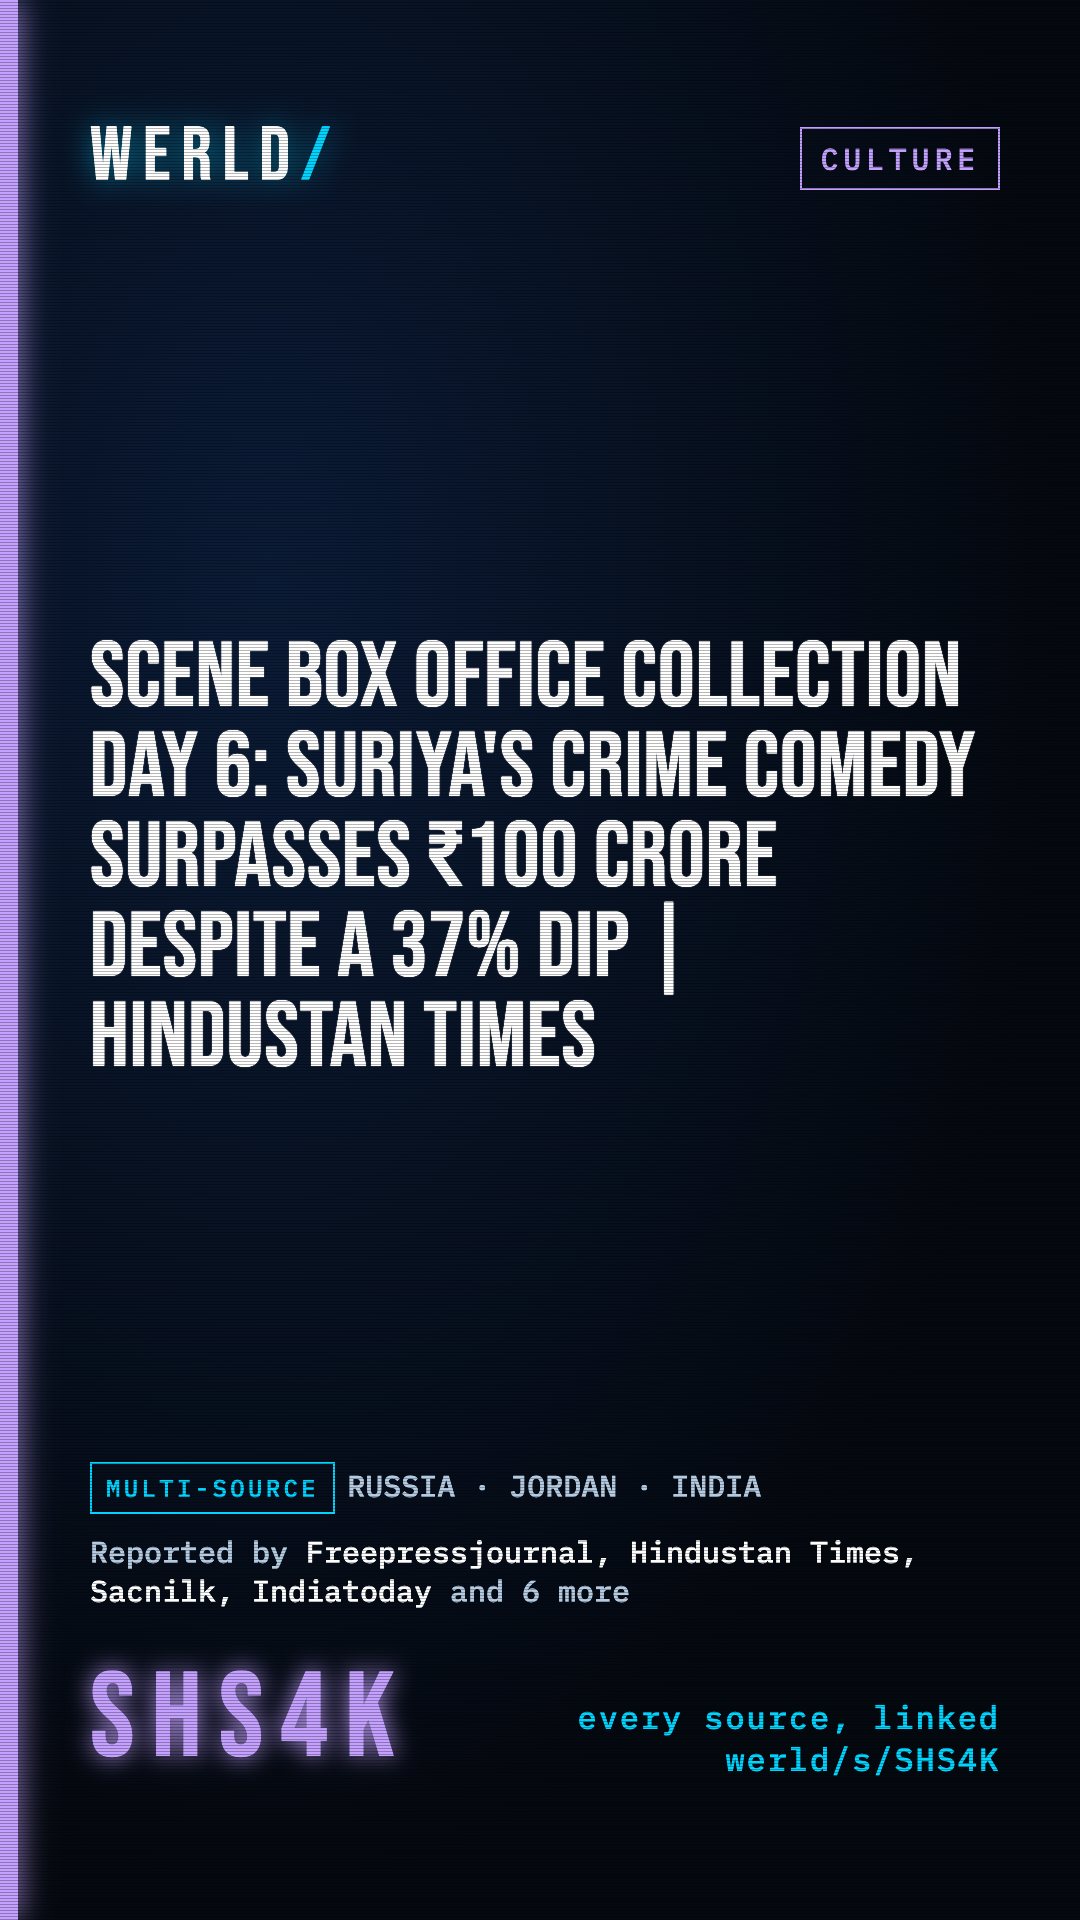 WERLD/
CULTURE
SCENE BOX OFFICE COLLECTION
DAY 6: SURIYA'S CRIME COMEDY
SURPASSES ₹100 CRORE
DESPITE A 37% DIP |
HINDUSTAN TIMES
MULTI-SOURCE RUSSIA · JORDAN · INDIA
Reported by Freepressjournal, Hindustan Times,
Sacnilk, Indiatoday and 6 more
SHS4K
every source, linked
werld/s/SHS4K